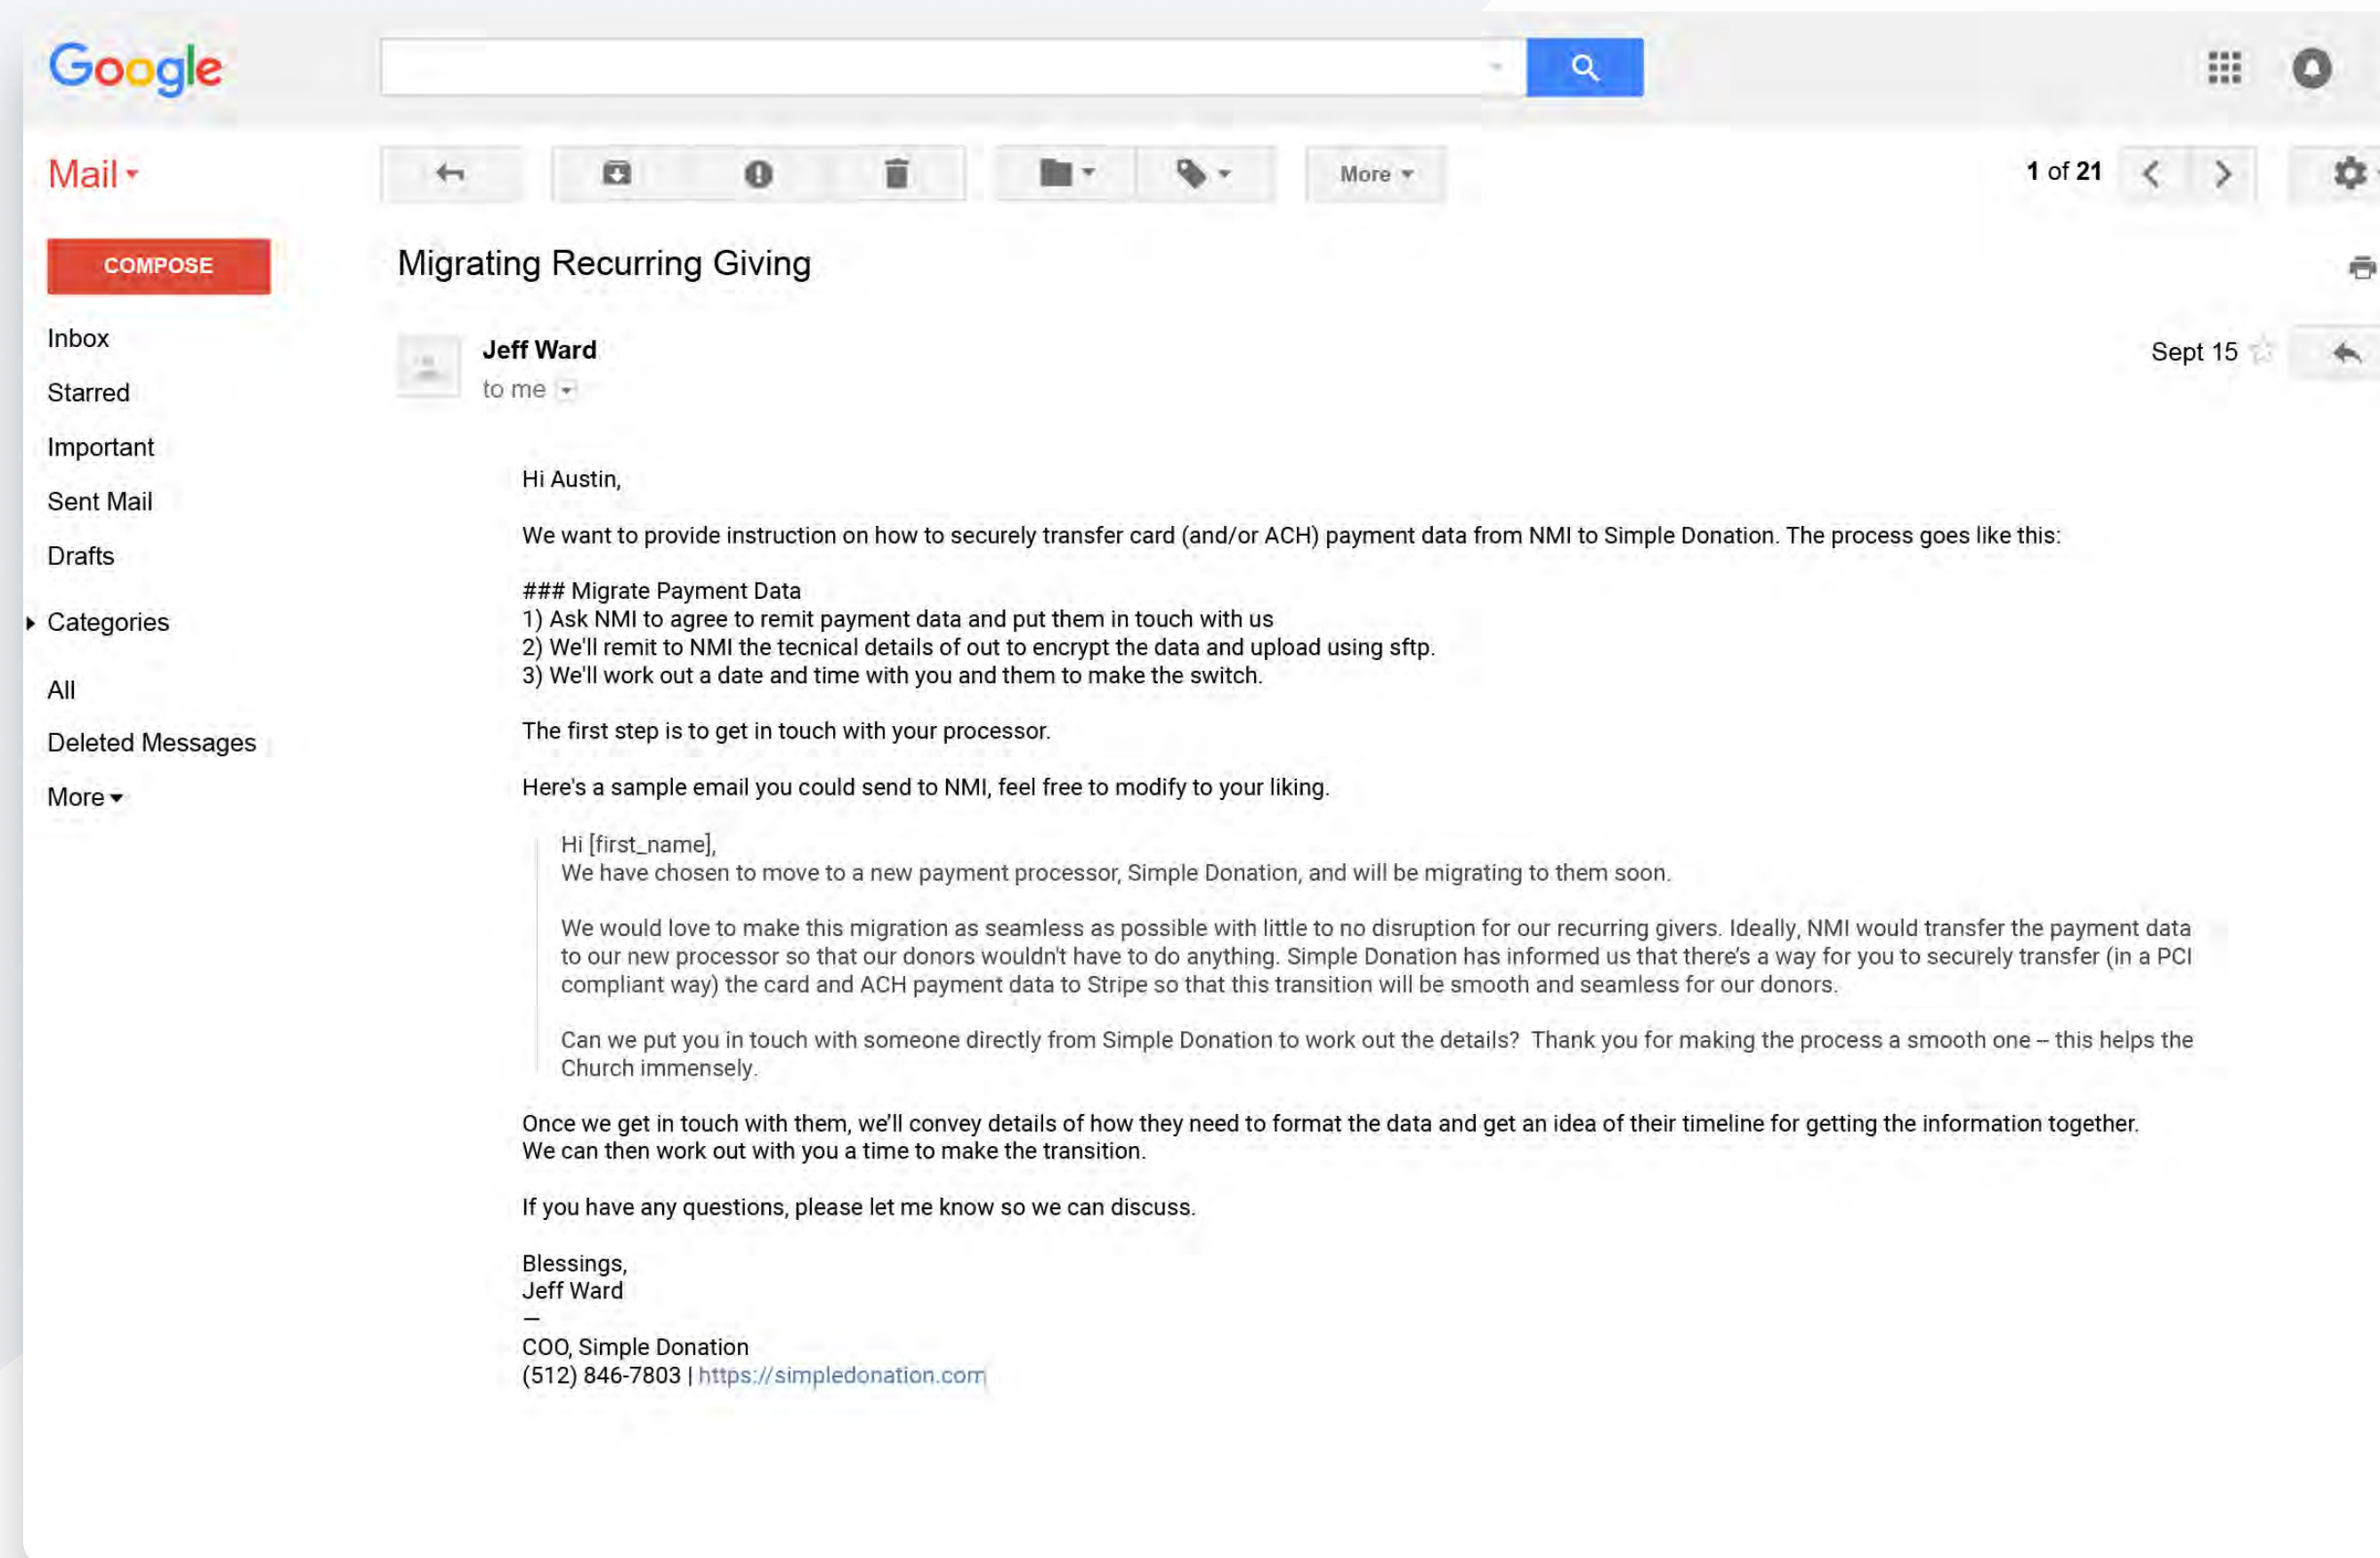 Google
Mail
More
1 of 21
COMPOSE
Migrating Recurring Giving
Inbox
Starred
Important
Sent Mail
Drafts
Categories
All
Deleted Messages
More
Jeff Ward
Sept 15
to me
Hi Austin,
We want to provide instruction on how to securely transfer card (and/or ACH) payment data from NMI to Simple Donation. The process goes like this:
### Migrate Payment Data
1) Ask NMI to agree to remit payment data and put them in touch with us
2) We'll remit to NMI the tecnical details of out to encrypt the data and upload using sftp.
3) We'll work out a date and time with you and them to make the switch.
The first step is to get in touch with your processor.
Here's a sample email you could send to NMI, feel free to modify to your liking.
Hi [first_name],
We have chosen to move to a new payment processor, Simple Donation, and will be migrating to them soon.
We would love to make this migration as seamless as possible with little to no disruption for our recurring givers. Ideally, NMI would transfer the payment data
to our new processor so that our donors wouldn't have to do anything. Simple Donation has informed us that there's a way for you to securely transfer (in a PCI
compliant way) the card and ACH payment data to Stripe so that this transition will be smooth and seamless for our donors.
Can we put you in touch with someone directly from Simple Donation to work out the details?  Thank you for making the process a smooth one – this helps the
Church immensely.
Once we get in touch with them, we'll convey details of how they need to format the data and get an idea of their timeline for getting the information together.
We can then work out with you a time to make the transition.
If you have any questions, please let me know so we can discuss.
Blessings,
Jeff Ward
—
COO, Simple Donation
(512) 846-7803 | https://simpledonation.com